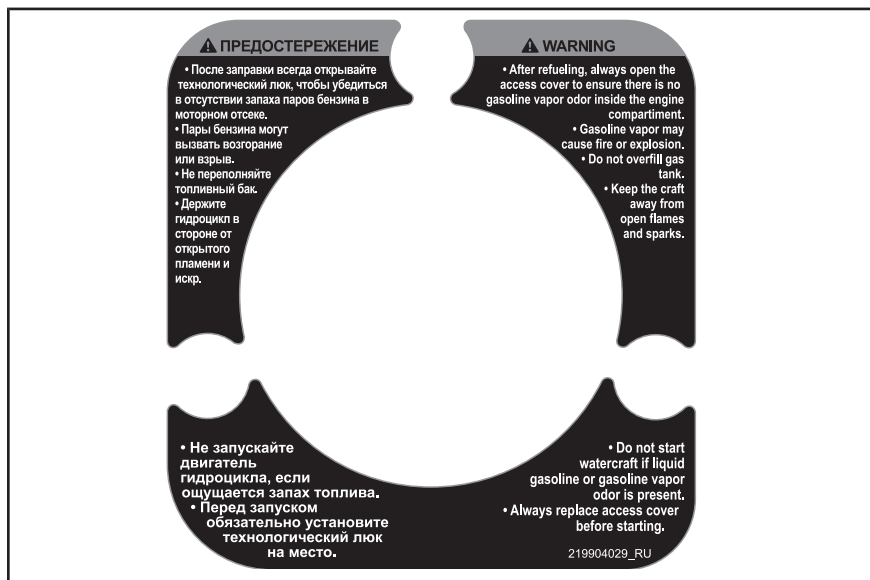 ПРЕДОСТЕРЕЖЕНИЕ
• После заправки всегда открывайте
технологический люк, чтобы убедиться
в отсутствии запаха паров бензина в
моторном отсеке.
• Пары бензина могут
вызвать возгорание
или взрыв.
• Не переполняйте
топливный бак.
• Держите
гидроцикл в
стороне от
открытого
пламени и
искр.
WARNING
• After refueling, always open the
access cover to ensure there is no
gasoline vapor odor inside the engine
compartiment.
• Gasoline vapor may
cause fire or explosion.
• Do not overfill gas
tank.
• Keep the craft
away from
open flames
and sparks.
• Не запускайте
двигатель
гидроцикла, если
ощущается запах топлива.
• Перед запуском
обязательно установите
технологический люк
на место.
• Do not start
watercraft if liquid
gasoline or gasoline vapor
odor is present.
• Always replace access cover
before starting.
219904029_RU